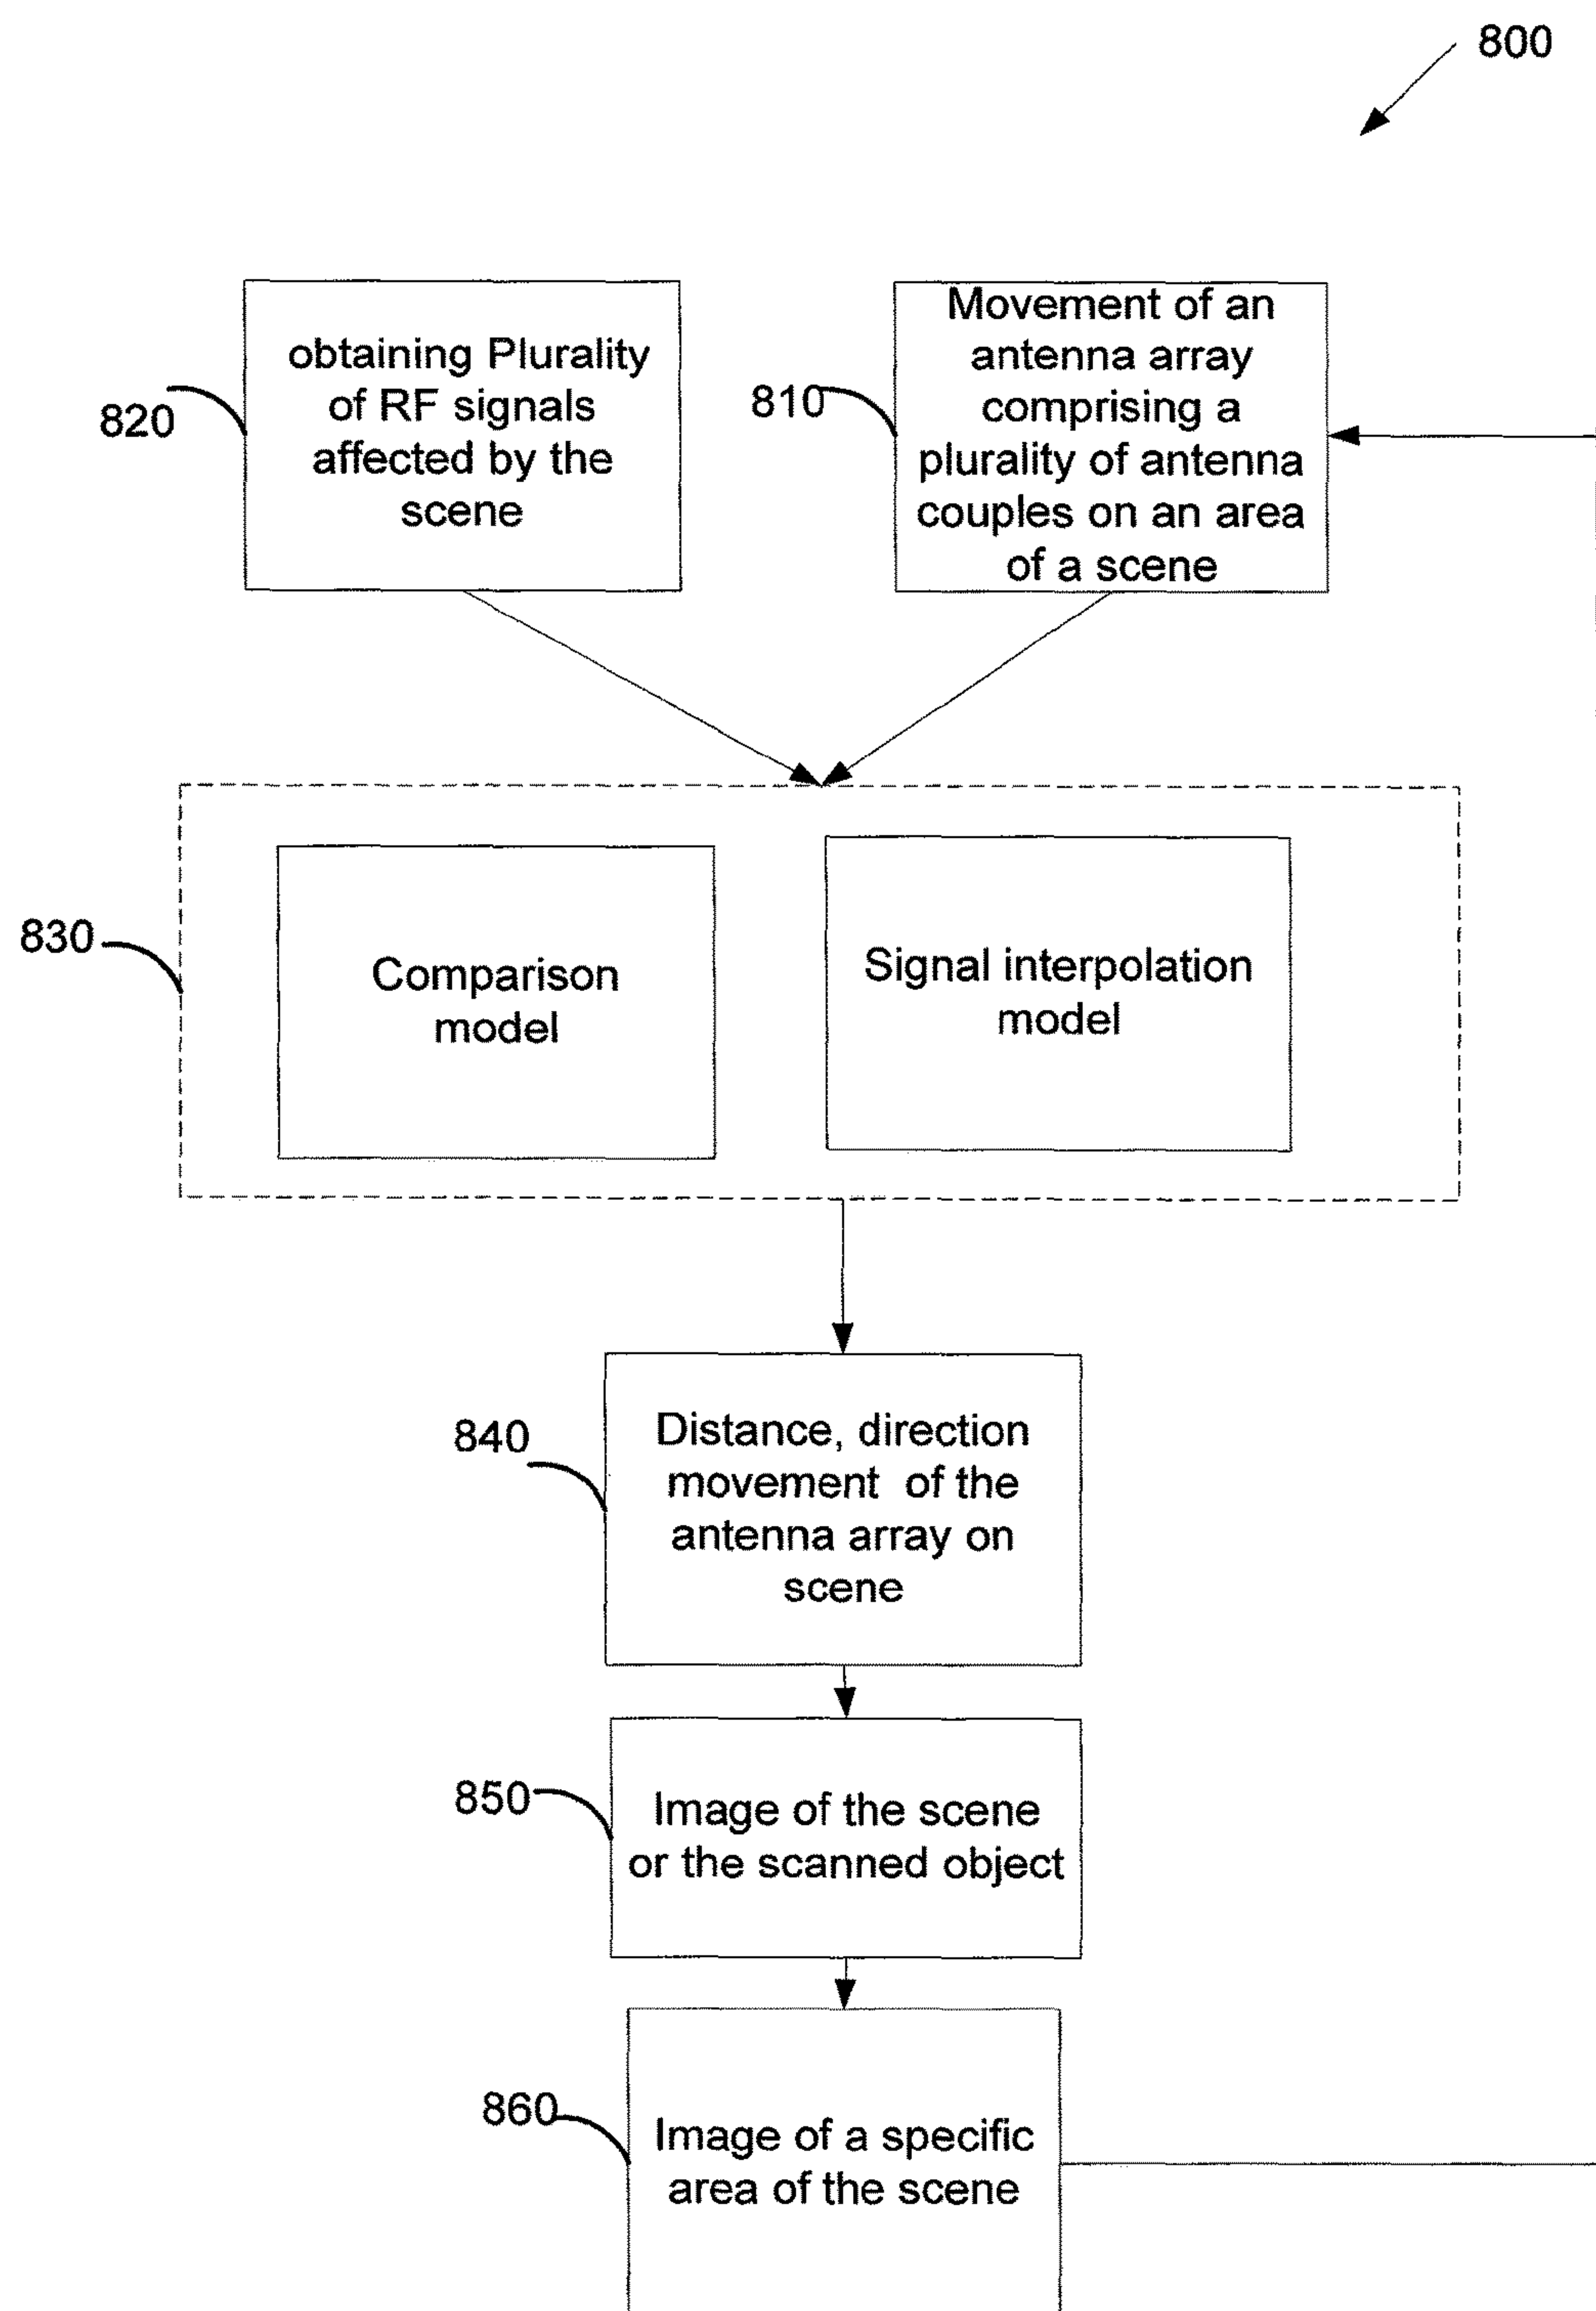 800
820
obtaining Plurality
of RF signals
affected by the
scene
810
Movement of an
antenna array
comprising a
plurality of antenna
couples on an area
of a scene
830
Comparison
model
Signal interpolation
model
840
Distance, direction
movement of the
antenna array on
scene
850
Image of the scene
or the scanned object
860
Image of a specific
area of the scene